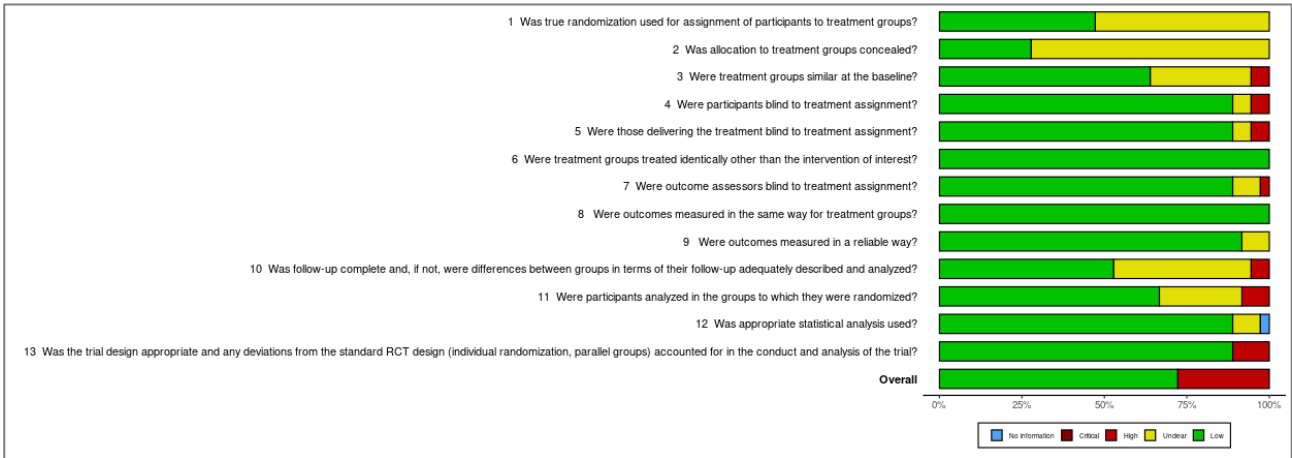 1 Was true randomization used for assignment of participants to treatment groups?
2 Was allocation to treatment groups concealed?
3 Were treatment groups similar at the baseline?
4 Were participants blind to treatment assignment?
5 Were those delivering the treatment blind to treatment assignment?
6 Were treatment groups treated identically other than the intervention of interest?
7 Were outcome assessors blind to treatment assignment?
8 Were outcomes measured in the same way for treatment groups?
9 Were outcomes measured in a reliable way?
10 Was follow-up complete and, if not, were differences between groups in terms of their follow-up adequately described and analyzed?
11 Were participants analyzed in the groups to which they were randomized?
12 Was appropriate statistical analysis used?
13 Was the trial design appropriate and any deviations from the standard RCT design (individual randomization, parallel groups) accounted for in the conduct and analysis of the trial?
Overall
0% 25% 50% 75% 100%
No information Critical High Unclear Low